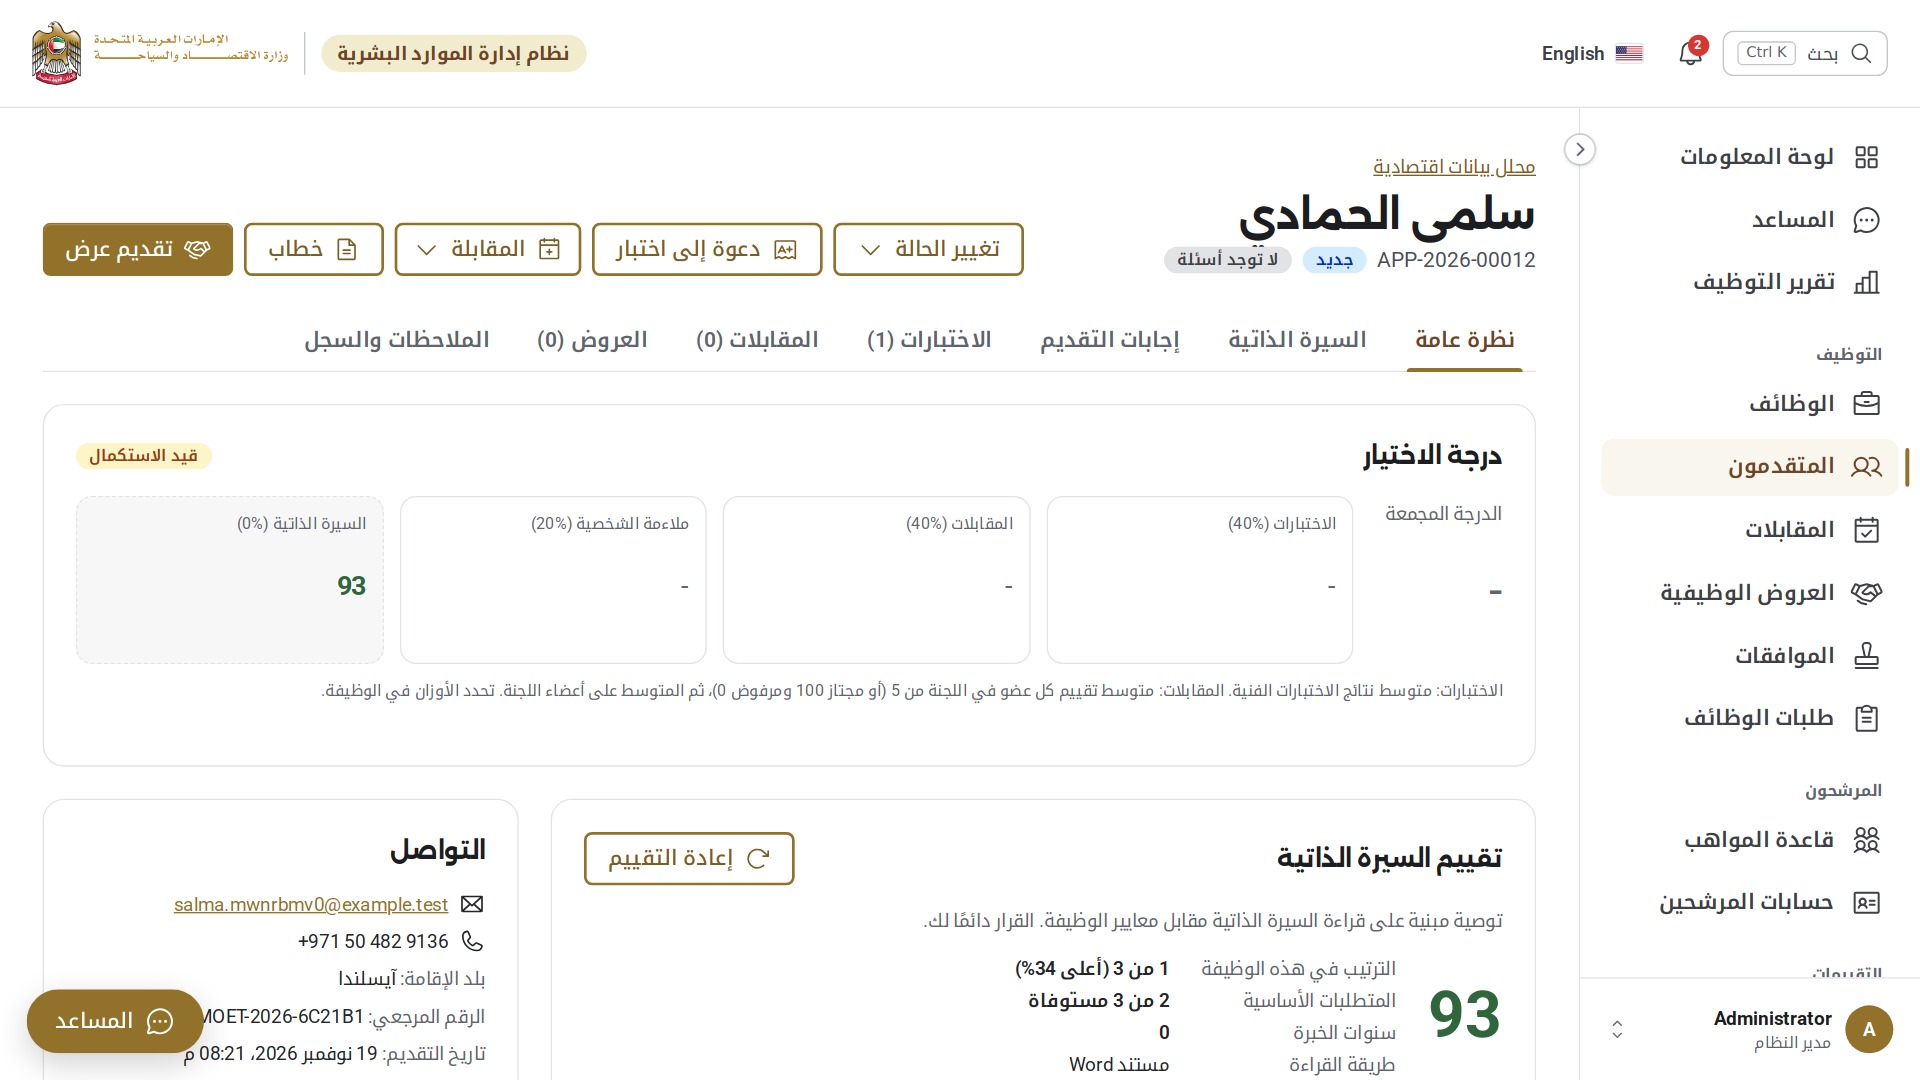 الإمارات العربية المتحدة
وزارة الاقتصاد والسياحة
نظام إدارة الموارد البشرية
English
2
بحث
Ctrl K
لوحة المعلومات
المساعد
تقرير التوظيف
التوظيف
الوظائف
المتقدمون
المقابلات
العروض الوظيفية
الموافقات
طلبات الوظائف
المرشحون
قاعدة المواهب
حسابات المرشحين
التقييمات
A
Administrator
مدير النظام
محلل بيانات اقتصادية
سلمى الحمادي
APP-2026-00012
جديد
لا توجد أسئلة
تغيير الحالة
دعوة إلى اختبار
المقابلة
خطاب
تقديم عرض
نظرة عامة
السيرة الذاتية
إجابات التقديم
الاختبارات (1)
المقابلات (0)
العروض (0)
الملاحظات والسجل
درجة الاختيار
قيد الاستكمال
الدرجة المجمعة
-
الاختبارات (40%)
-
المقابلات (40%)
-
ملاءمة الشخصية (20%)
-
السيرة الذاتية (0%)
93
الاختبارات: متوسط نتائج الاختبارات الفنية. المقابلات: متوسط تقييم كل عضو في اللجنة من 5 (أو مجتاز 100 ومرفوض 0)، ثم المتوسط على أعضاء اللجنة. تحدد الأوزان في الوظيفة.
تقييم السيرة الذاتية
إعادة التقييم
توصية مبنية على قراءة السيرة الذاتية مقابل معايير الوظيفة. القرار دائمًا لك.
93
الترتيب في هذه الوظيفة 1 من 3 (أعلى 34%)
المتطلبات الأساسية 2 من 3 مستوفاة
سنوات الخبرة 0
طريقة القراءة مستند Word
التواصل
salma.mwnrbmv0@example.test
+971 50 482 9136
بلد الإقامة: آيسلندا
الرقم المرجعي: MOET-2026-6C21B1
تاريخ التقديم: 19 نوفمبر 2026، 08:21 م
المساعد